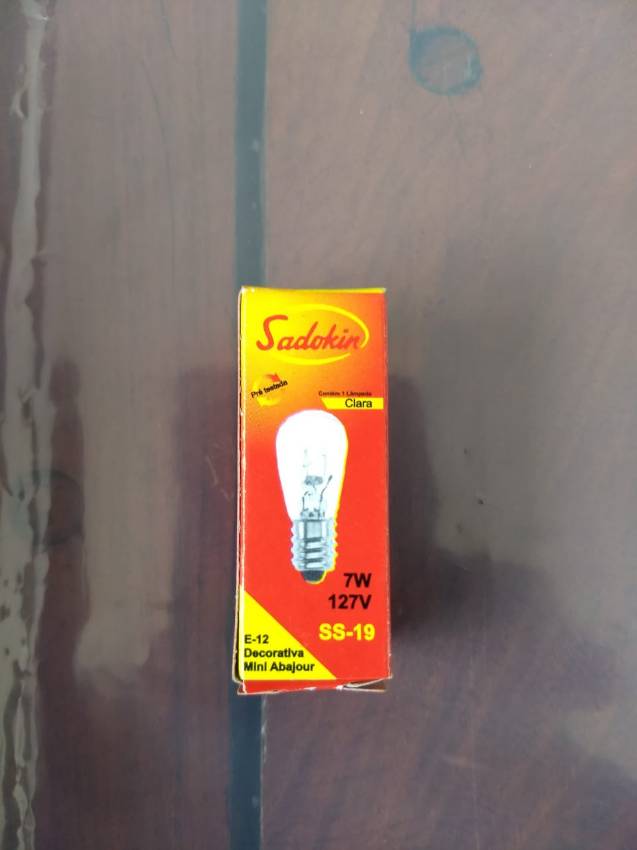 Sadokin
Pré testada
Contém 1 Lâmpada
Clara
7W
127V
SS-19
E-12
Decorativa
Mini Abajour